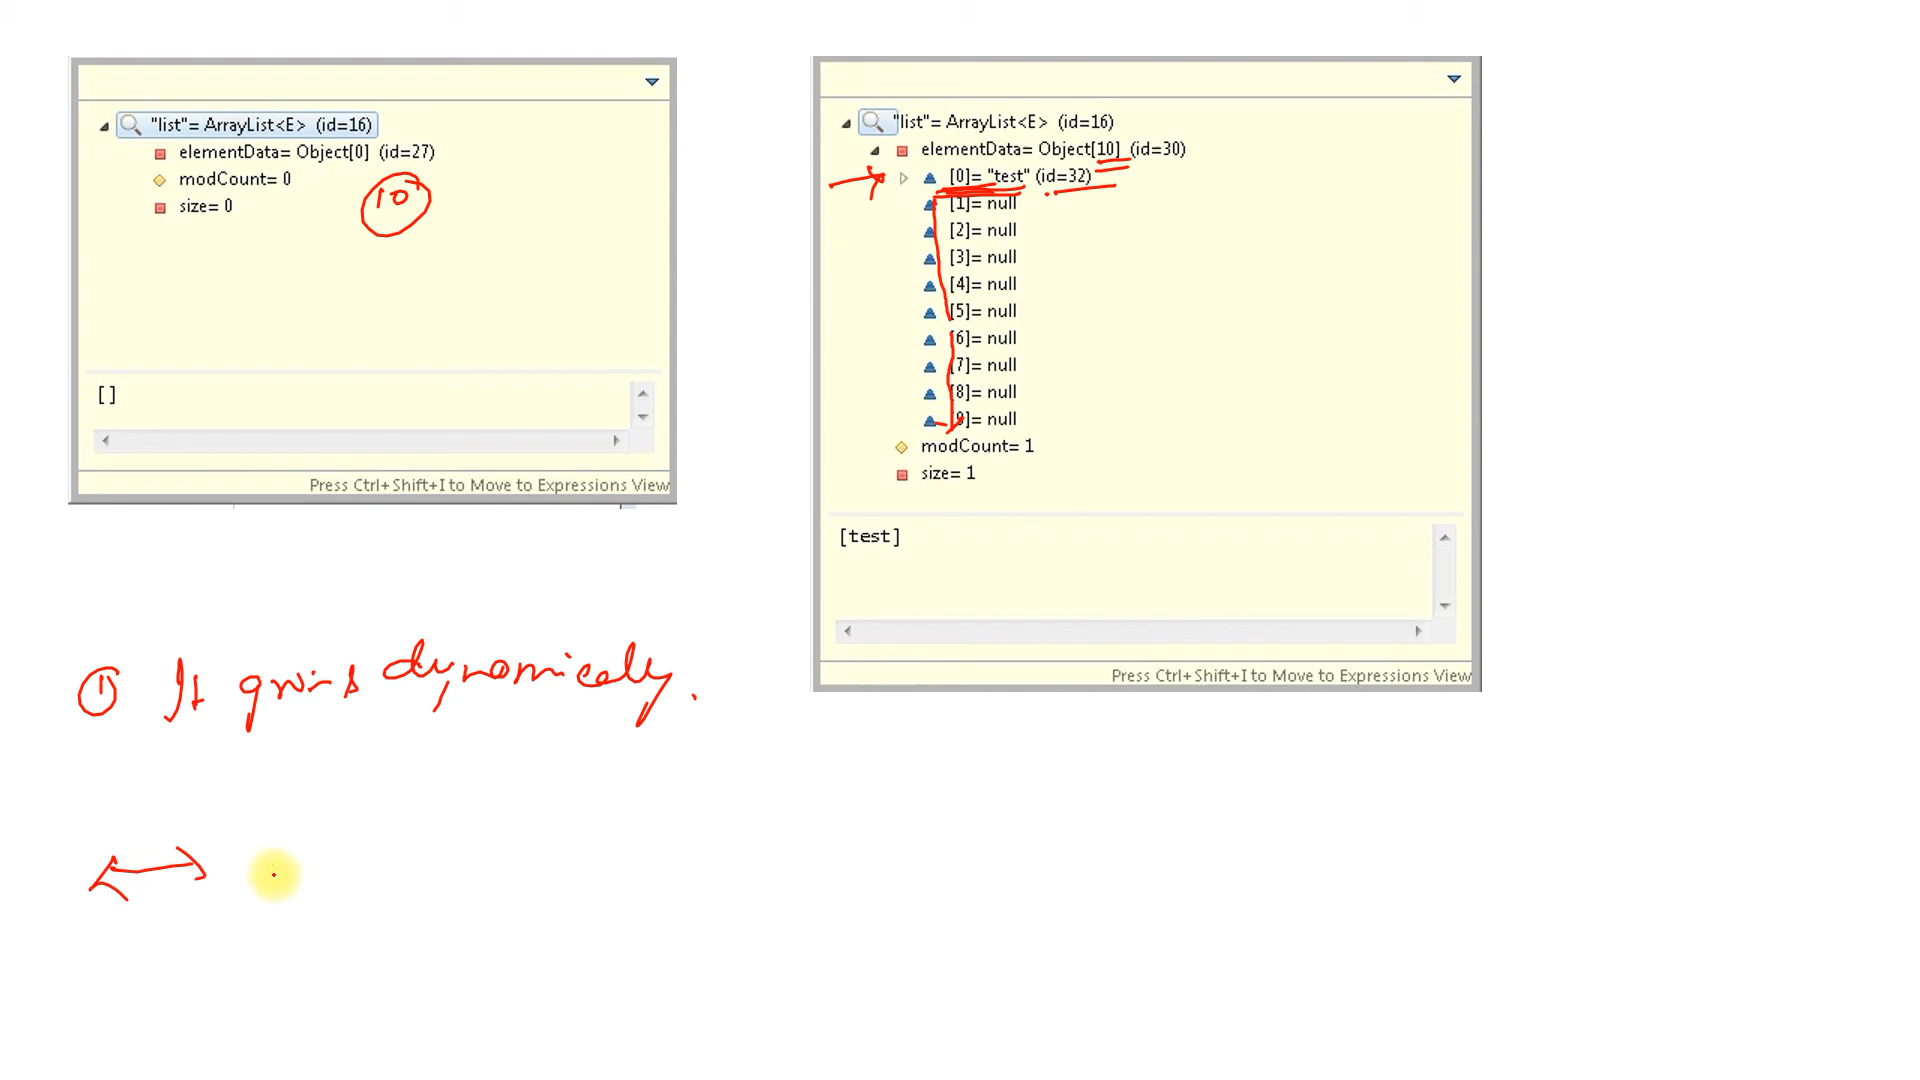 "list"= ArrayList<E> (id=16)
elementData= Object[0] (id=27)
modCount= 0
10
size= 0
[]
Press Ctrl+Shift+I to Move to Expressions View
"list"= ArrayList<E> (id=16)
elementData= Object[10] (id=30)
[0]= "test" (id=32)
[1]= null
[2]= null
[3]= null
[4]= null
[5]= null
[6]= null
[7]= null
[8]= null
[9]= null
modCount= 1
size= 1
[test]
Press Ctrl+Shift+I to Move to Expressions View
① It grows dynamically.